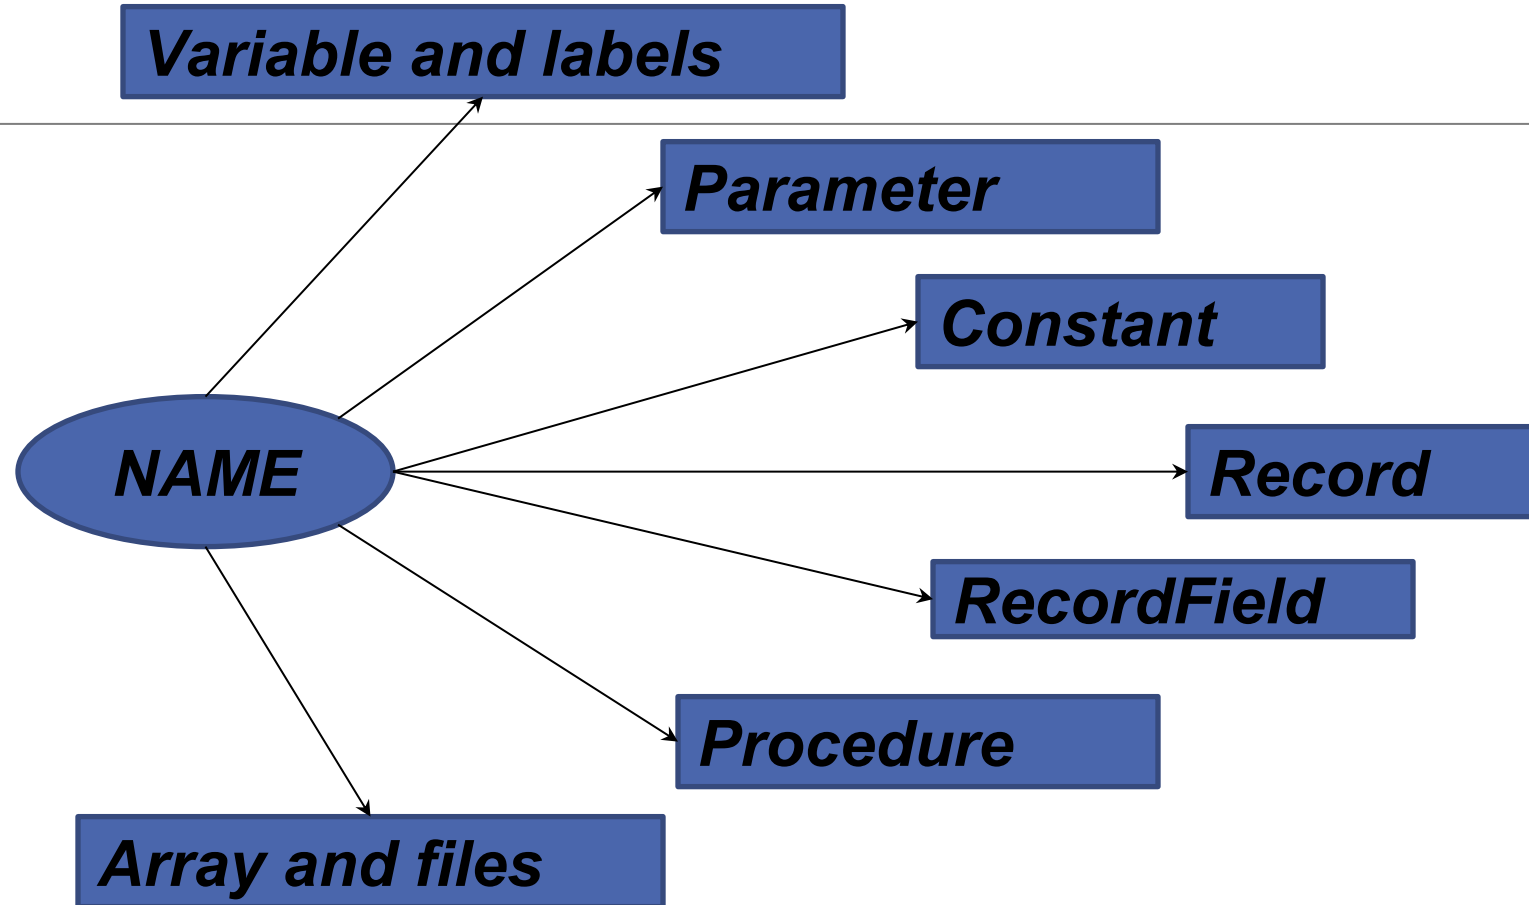 Variable and labels
Parameter
Constant
NAME
Record
RecordField
Procedure
Array and files